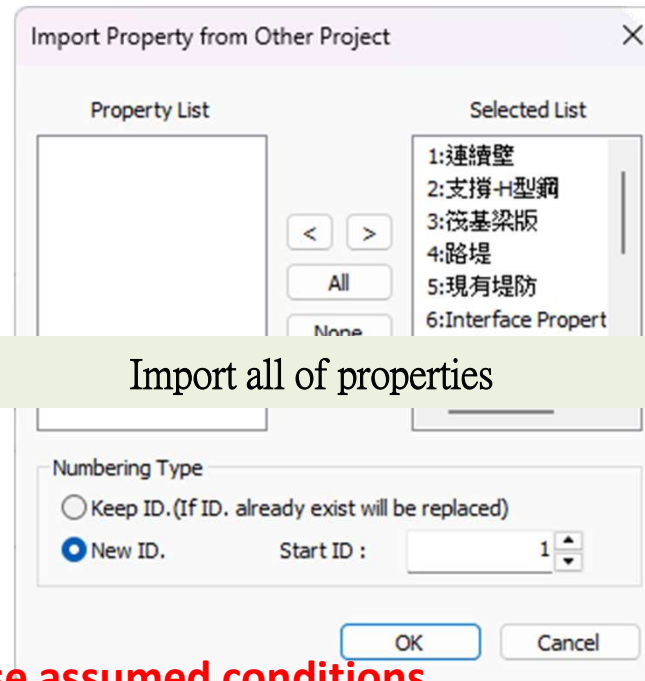 Import Property from Other Project
Property List
Selected List
1:連續壁
2:支撐-H型鋼
3:筏基梁版
4:路堤
5:現有堤防
6:Interface Propert
<
>
All
None
Import all of properties
Numbering Type
Keep ID.(If ID. already exist will be replaced)
New ID.
Start ID :
1
OK
Cancel
assumed conditions